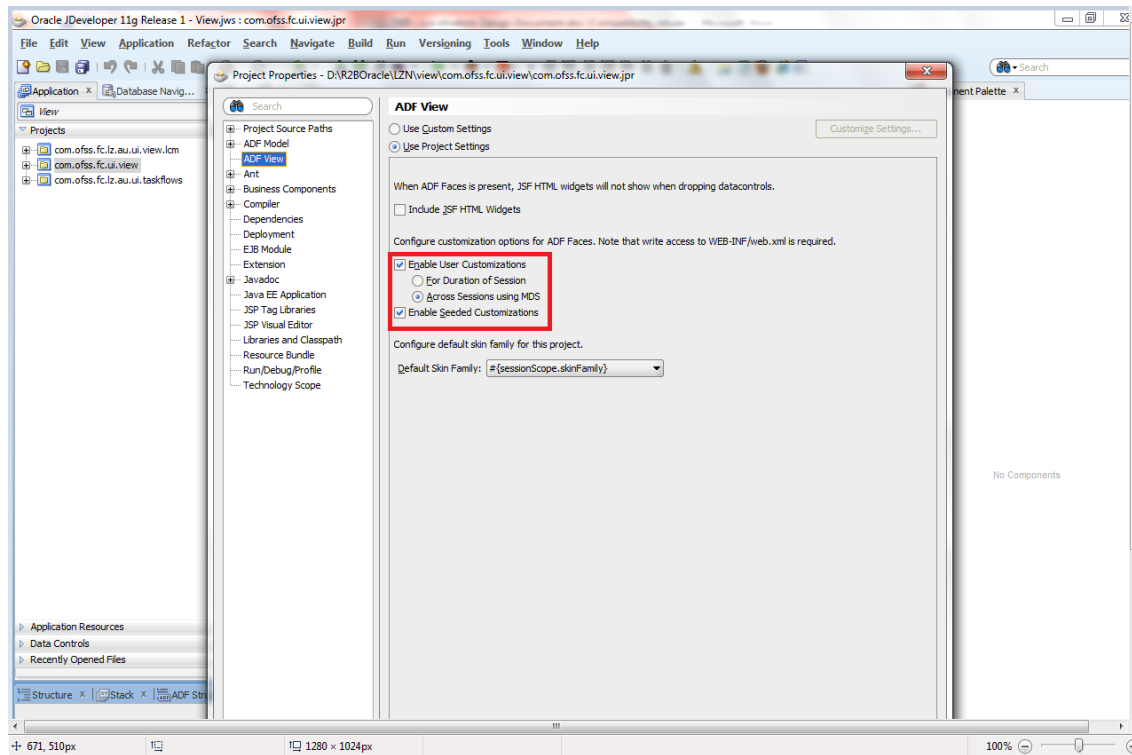 Oracle JDeveloper 11g Release 1 - View.jws : com.ofss.fc.ui.view.jpr
File Edit View Application Refactor Search Navigate Build Run Versioning Tools Window Help
Search
Application Database Navig...
View
Projects
com.ofss.fc.lz.au.ui.view.lcm
com.ofss.fc.ui.view
com.ofss.fc.lz.au.ui.taskflows
Application Resources
Data Controls
Recently Opened Files
Structure Stack ADF Stru
Project Properties - D:\R2BOracle\LZN\view\com.ofss.fc.ui.view\com.ofss.fc.ui.view.jpr
Search
Project Source Paths
ADF Model
ADF View
Ant
Business Components
Compiler
Dependencies
Deployment
EJB Module
Extension
Javadoc
Java EE Application
JSP Tag Libraries
JSP Visual Editor
Libraries and Classpath
Resource Bundle
Run/Debug/Profile
Technology Scope
ADF View
Use Custom Settings
Customize Settings...
Use Project Settings
When ADF Faces is present, JSF HTML widgets will not show when dropping datacontrols.
Include JSF HTML Widgets
Configure customization options for ADF Faces. Note that write access to WEB-INF/web.xml is required.
Enable User Customizations
For Duration of Session
Across Sessions using MDS
Enable Seeded Customizations
Configure default skin family for this project.
Default Skin Family: #{sessionScope.skinFamily}
nent Palette
No Components
671, 510px
1280 × 1024px
100%